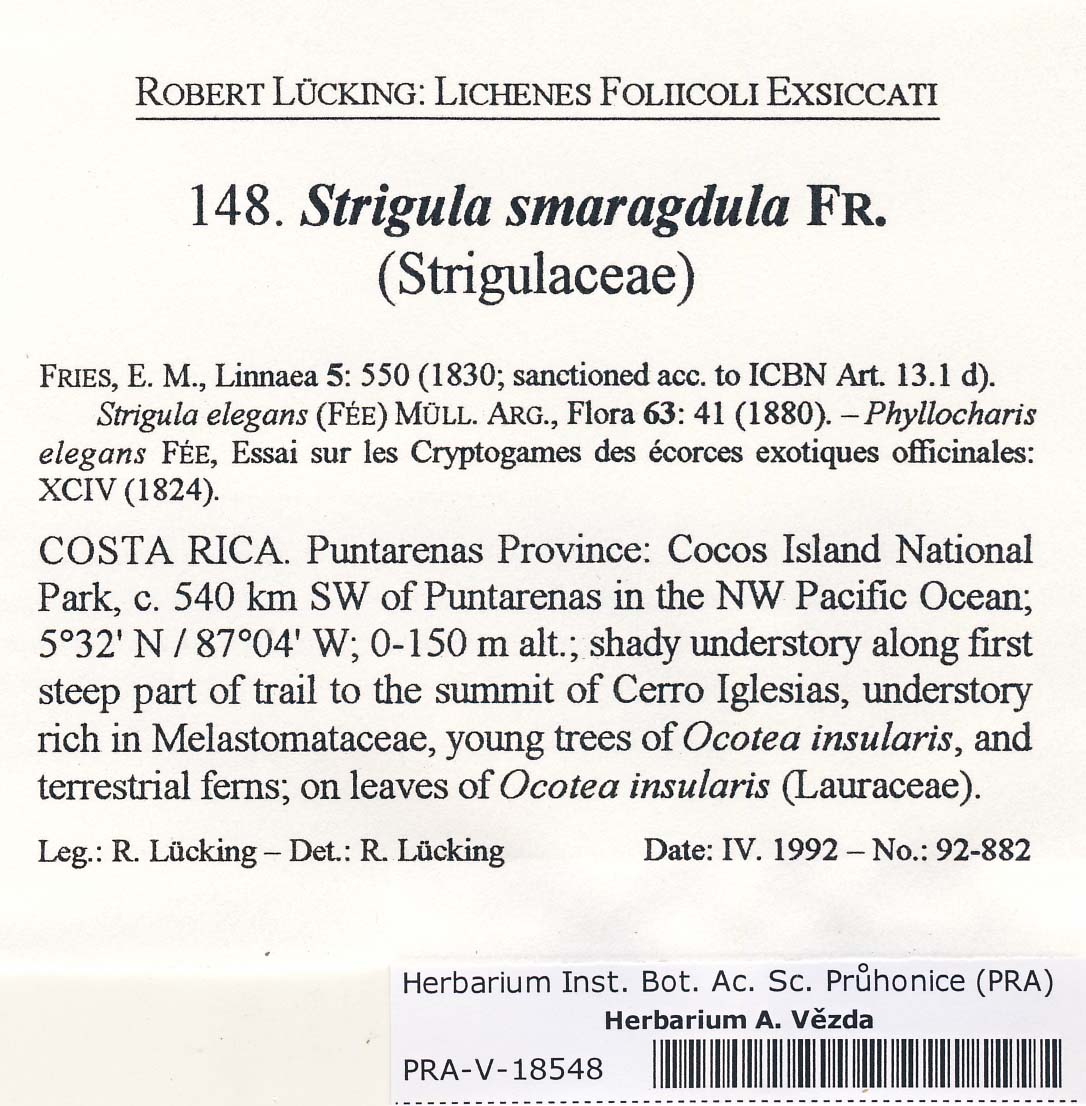 ROBERT LÜCKING: LICHENES FOLIICOLI EXSICCATI
148. Strigula smaragdula FR.
(Strigulaceae)
FRIES, E. M., Linnaea 5: 550 (1830; sanctioned acc. to ICBN Art. 13.1 d).
Strigula elegans (FÉE) MÜLL. ARG., Flora 63: 41 (1880). – Phyllocharis
elegans FÉE, Essai sur les Cryptogames des écorces exotiques officinales:
XCIV (1824).
COSTA RICA. Puntarenas Province: Cocos Island National
Park, c. 540 km SW of Puntarenas in the NW Pacific Ocean;
5°32' N / 87°04' W; 0-150 m alt.; shady understory along first
steep part of trail to the summit of Cerro Iglesias, understory
rich in Melastomataceae, young trees of Ocotea insularis, and
terrestrial ferns; on leaves of Ocotea insularis (Lauraceae).
Leg.: R. Lücking – Det.: R. Lücking Date: IV. 1992 – No.: 92-882
Herbarium Inst. Bot. Ac. Sc. Průhonice (PRA)
Herbarium A. Vězda
PRA-V-18548